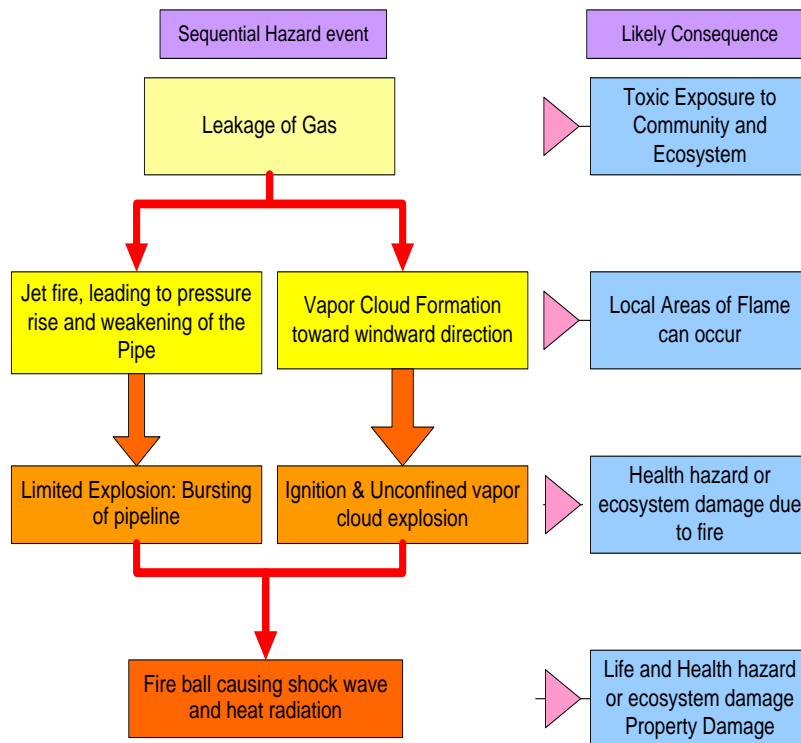 Sequential Hazard event
Likely Consequence
Leakage of Gas
Toxic Exposure to
Community and
Ecosystem
Jet fire, leading to pressure
rise and weakening of the
Pipe
Vapor Cloud Formation
toward windward direction
Local Areas of Flame
can occur
Limited Explosion: Bursting
of pipeline
Ignition & Unconfined vapor
cloud explosion
Health hazard or
ecosystem damage due
to fire
Fire ball causing shock wave
and heat radiation
Life and Health hazard
or ecosystem damage
Property Damage